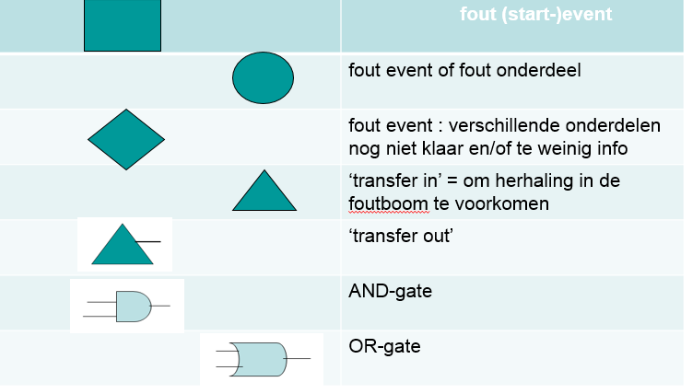 fout (start-)event
fout event of fout onderdeel
fout event : verschillende onderdelen
nog niet klaar en/of te weinig info
‘transfer in’ = om herhaling in de
foutboom te voorkomen
‘transfer out’
AND-gate
OR-gate